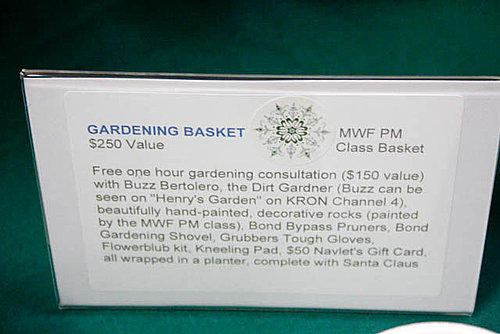 GARDENING BASKET
$250 Value
MWF PM
Class Basket
Free one hour gardening consultation ($150 value)
with Buzz Bertolero, the Dirt Gardner (Buzz can be
seen on "Henry's Garden" on KRON Channel 4),
beautifully hand-painted, decorative rocks (painted
by the MWF PM class), Bond Bypass Pruners, Bond
Gardening Shovel, Grubbers Tough Gloves,
Flowerblub kit, Kneeling Pad, $50 Navlet's Gift Card,
all wrapped in a planter, complete with Santa Claus